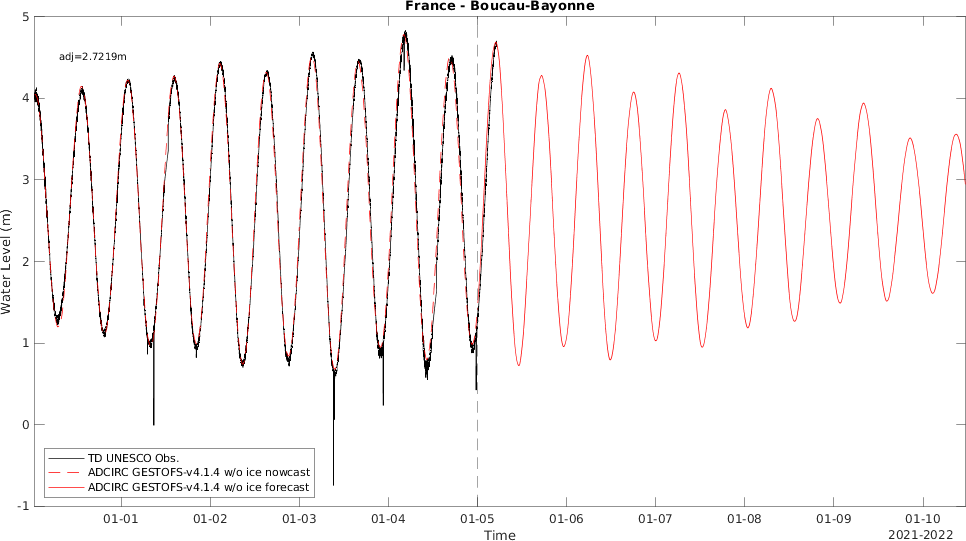 France - Boucau-Bayonne
adj=2.7219m
Water Level (m)
5
4
3
2
1
0
-1
TD UNESCO Obs.
ADCIRC GESTOFS-v4.1.4 w/o ice nowcast
ADCIRC GESTOFS-v4.1.4 w/o ice forecast
01-01 01-02 01-03 01-04 01-05 01-06 01-07 01-08 01-09 01-10
Time
2021-2022